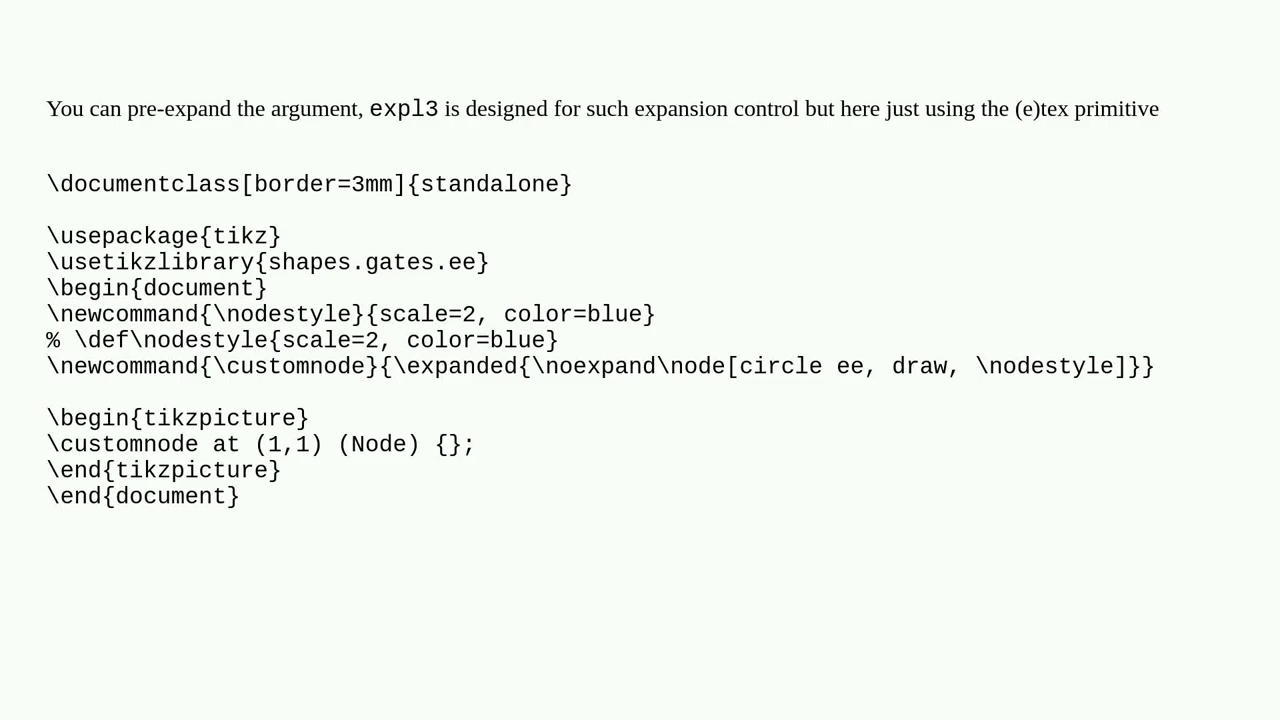 You can pre-expand the argument, expl3 is designed for such expansion control but here just using the (e)tex primitive
\documentclass[border=3mm]{standalone}
\usepackage{tikz}
\usetikzlibrary{shapes.gates.ee}
\begin{document}
\newcommand{\nodestyle}{scale=2, color=blue}
% \def\nodestyle{scale=2, color=blue}
\newcommand{\customnode}{\expanded{\noexpand\node[circle ee, draw, \nodestyle]}}
\begin{tikzpicture}
\customnode at (1,1) (Node) {};
\end{tikzpicture}
\end{document}